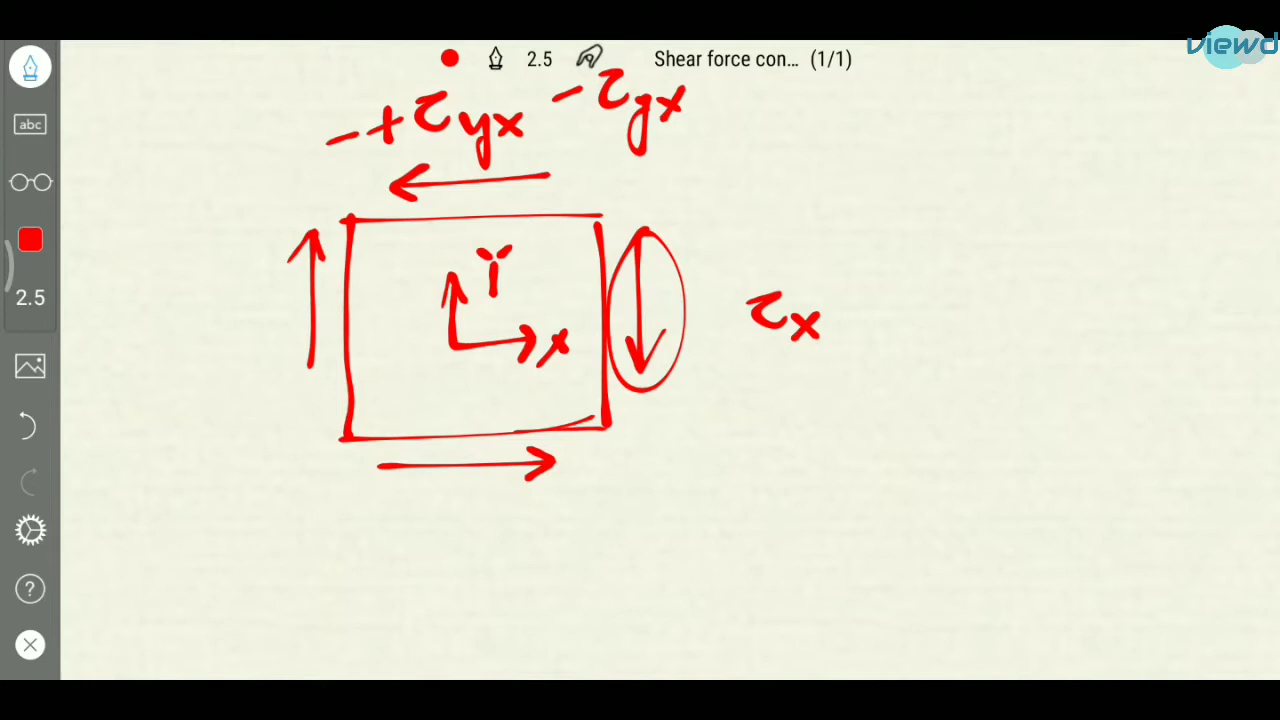 viewd
abc
2.5
2.5 Shear force con... (1/1)
- + τyx - τyx
Y
X
τx
?